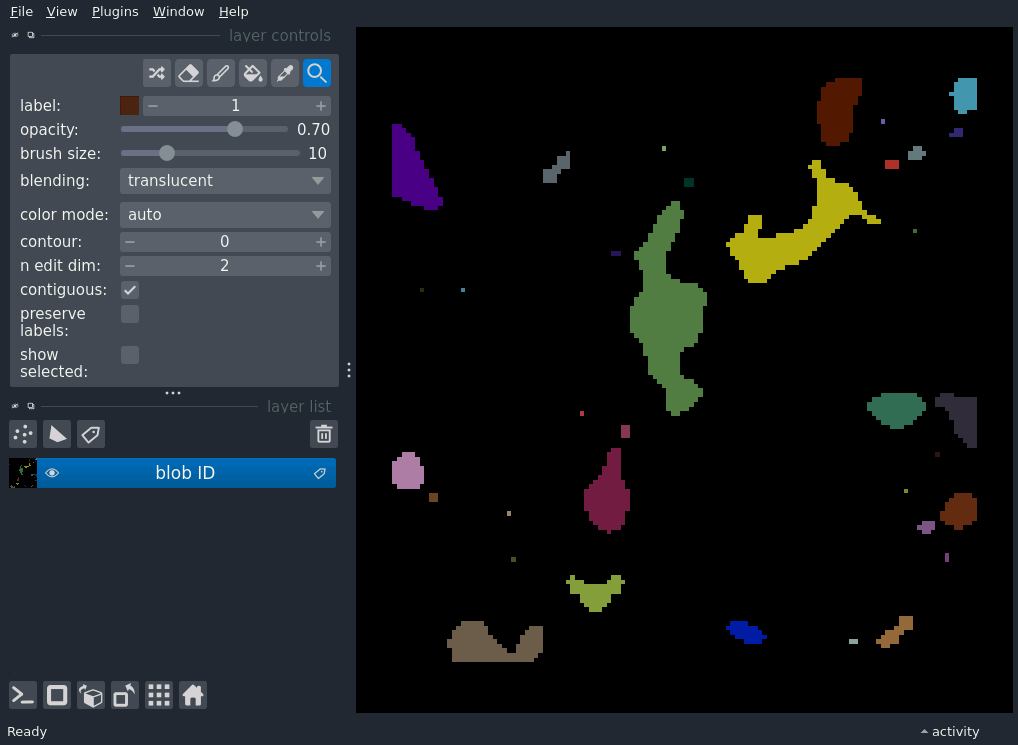 File View Plugins Window Help
layer controls
label: 1
opacity: 0.70
brush size: 10
blending: translucent
color mode: auto
contour: 0
n edit dim: 2
contiguous:
preserve
labels:
show
selected:
layer list
blob ID
Ready
activity